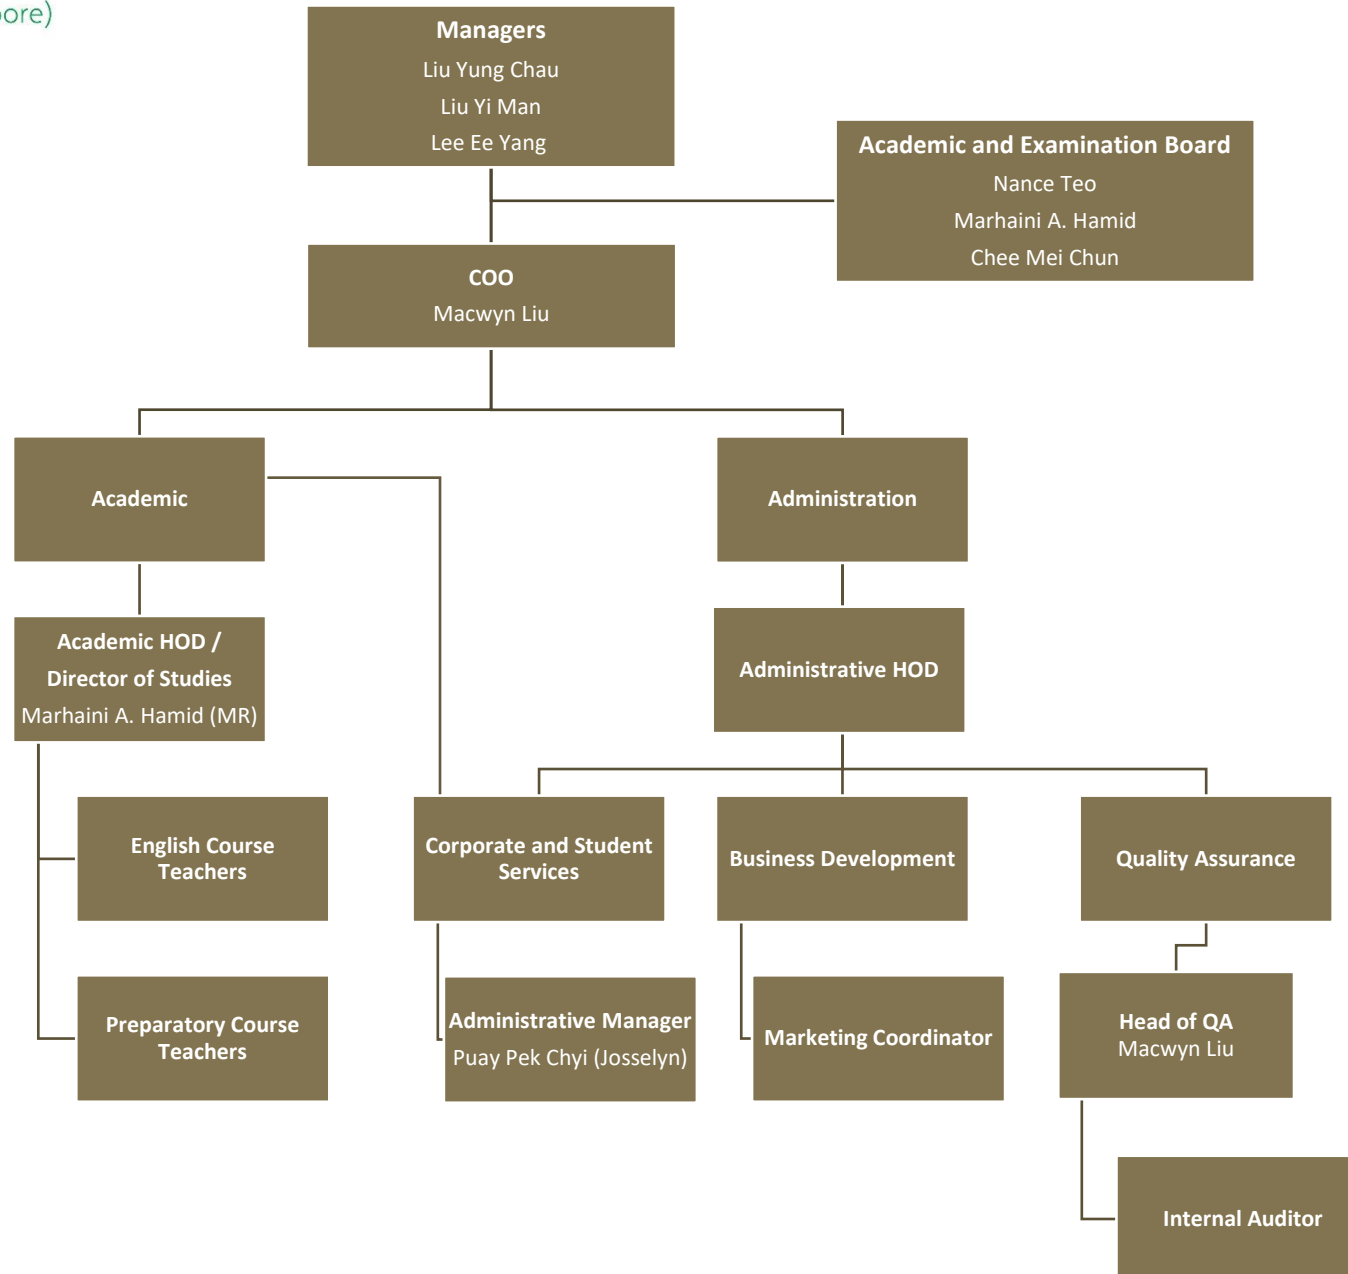 Managers
Liu Yung Chau
Liu Yi Man
Lee Ee Yang
Academic and Examination Board
Nance Teo
Marhaini A. Hamid
Chee Mei Chun
COO
Macwyn Liu
Academic
Administration
Academic HOD /
Director of Studies
Marhaini A. Hamid (MR)
Administrative HOD
English Course
Teachers
Corporate and Student
Services
Business Development
Quality Assurance
Preparatory Course
Teachers
Administrative Manager
Puay Pek Chyi (Josselyn)
Marketing Coordinator
Head of QA
Macwyn Liu
Internal Auditor